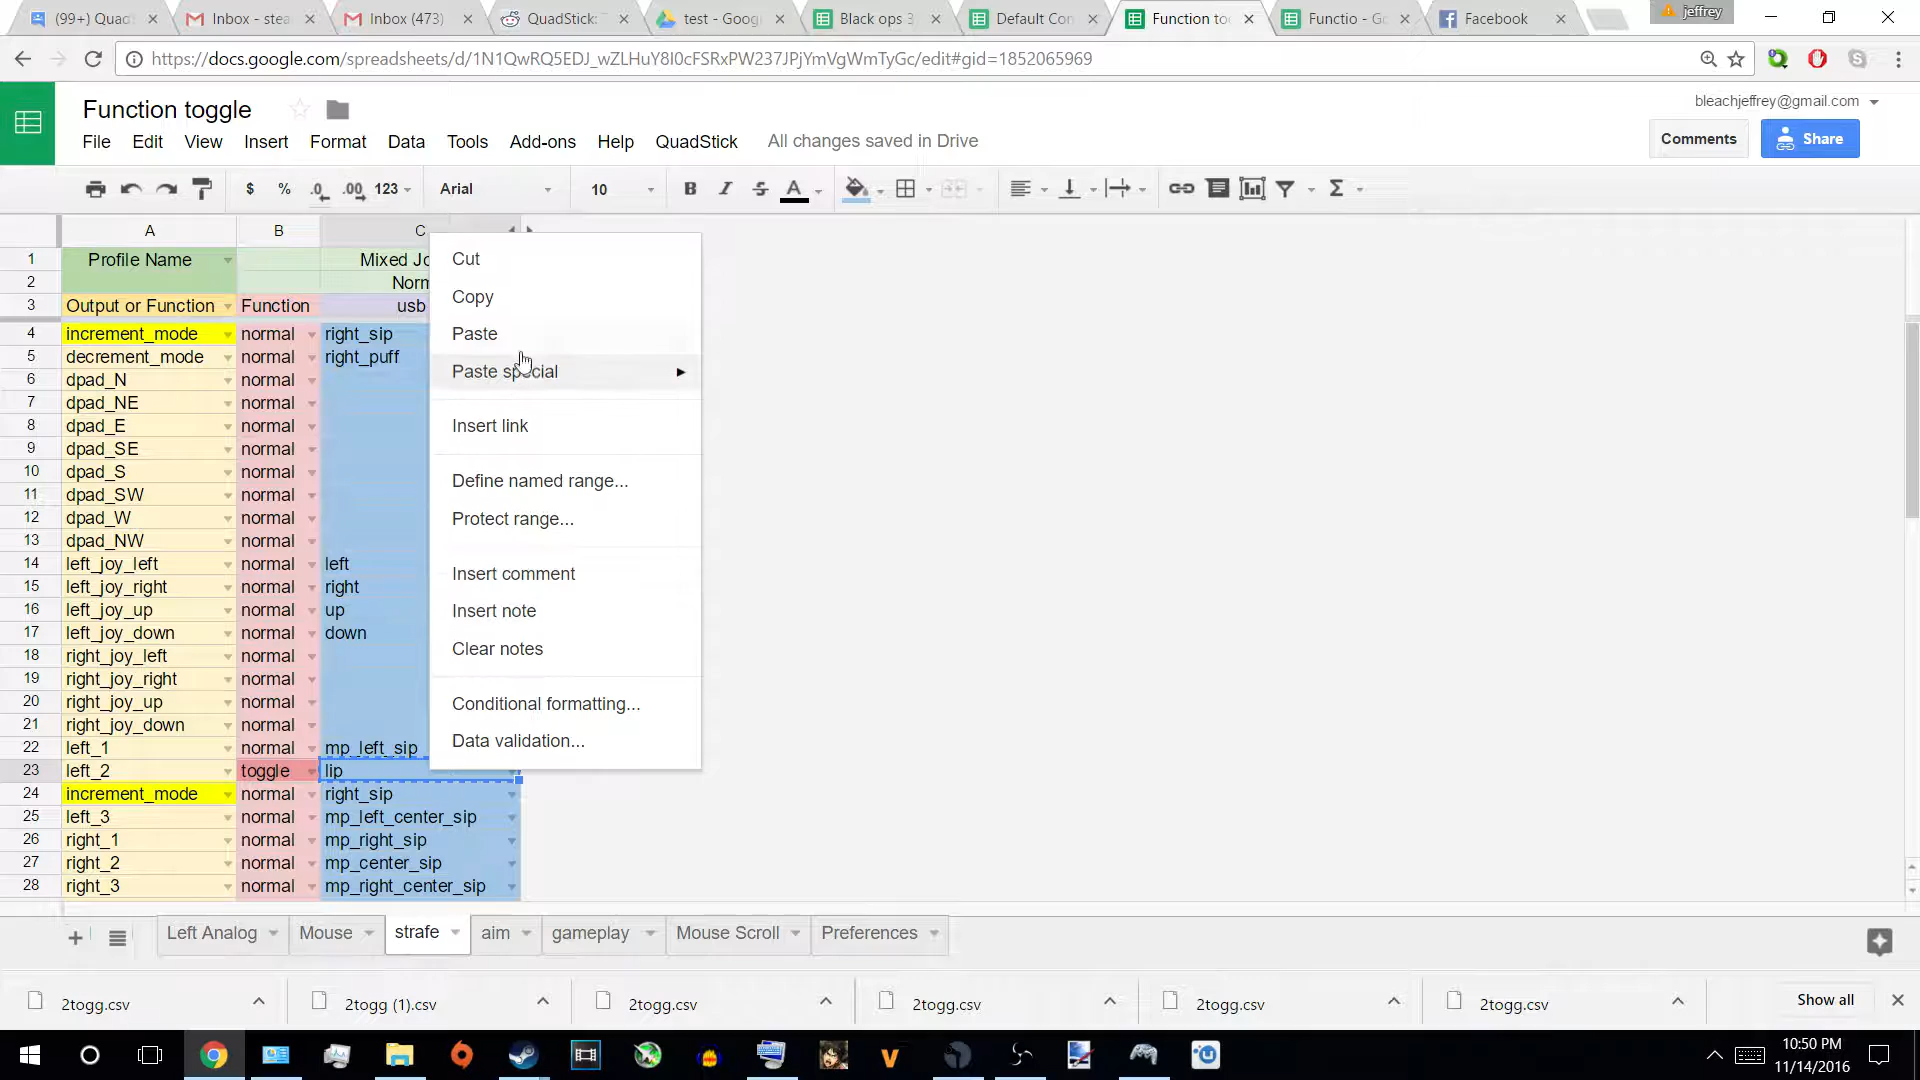 (99+) Quad
Inbox - stea
Inbox (473)
QuadStick:
test - Googl
Black ops 3
Default Con
Function to
Functio - Go
Facebook
jeffrey
https://docs.google.com/spreadsheets/d/1N1QwRQ5EDJ_wZLHuY8I0cFSRxPW237JPjYmVgWmTyGc/edit#gid=1852065969
Function toggle
bleachjeffrey@gmail.com
File Edit View Insert Format Data Tools Add-ons Help QuadStick All changes saved in Drive
Comments
Share
$ % .0 .00 123 Arial 10 B I S A Σ
A B C
1 Profile Name Mixed Jo
2 Norm
3 Output or Function Function usb
4 increment_mode normal right_sip
5 decrement_mode normal right_puff
6 dpad_N normal
7 dpad_NE normal
8 dpad_E normal
9 dpad_SE normal
10 dpad_S normal
11 dpad_SW normal
12 dpad_W normal
13 dpad_NW normal
14 left_joy_left normal left
15 left_joy_right normal right
16 left_joy_up normal up
17 left_joy_down normal down
18 right_joy_left normal
19 right_joy_right normal
20 right_joy_up normal
21 right_joy_down normal
22 left_1 normal mp_left_sip
23 left_2 toggle lip
24 increment_mode normal right_sip
25 left_3 normal mp_left_center_sip
26 right_1 normal mp_right_sip
27 right_2 normal mp_center_sip
28 right_3 normal mp_right_center_sip
Cut
Copy
Paste
Paste special
Insert link
Define named range...
Protect range...
Insert comment
Insert note
Clear notes
Conditional formatting...
Data validation...
Left Analog Mouse strafe aim gameplay Mouse Scroll Preferences
2togg.csv 2togg (1).csv 2togg.csv 2togg.csv 2togg.csv 2togg.csv Show all
10:50 PM
11/14/2016